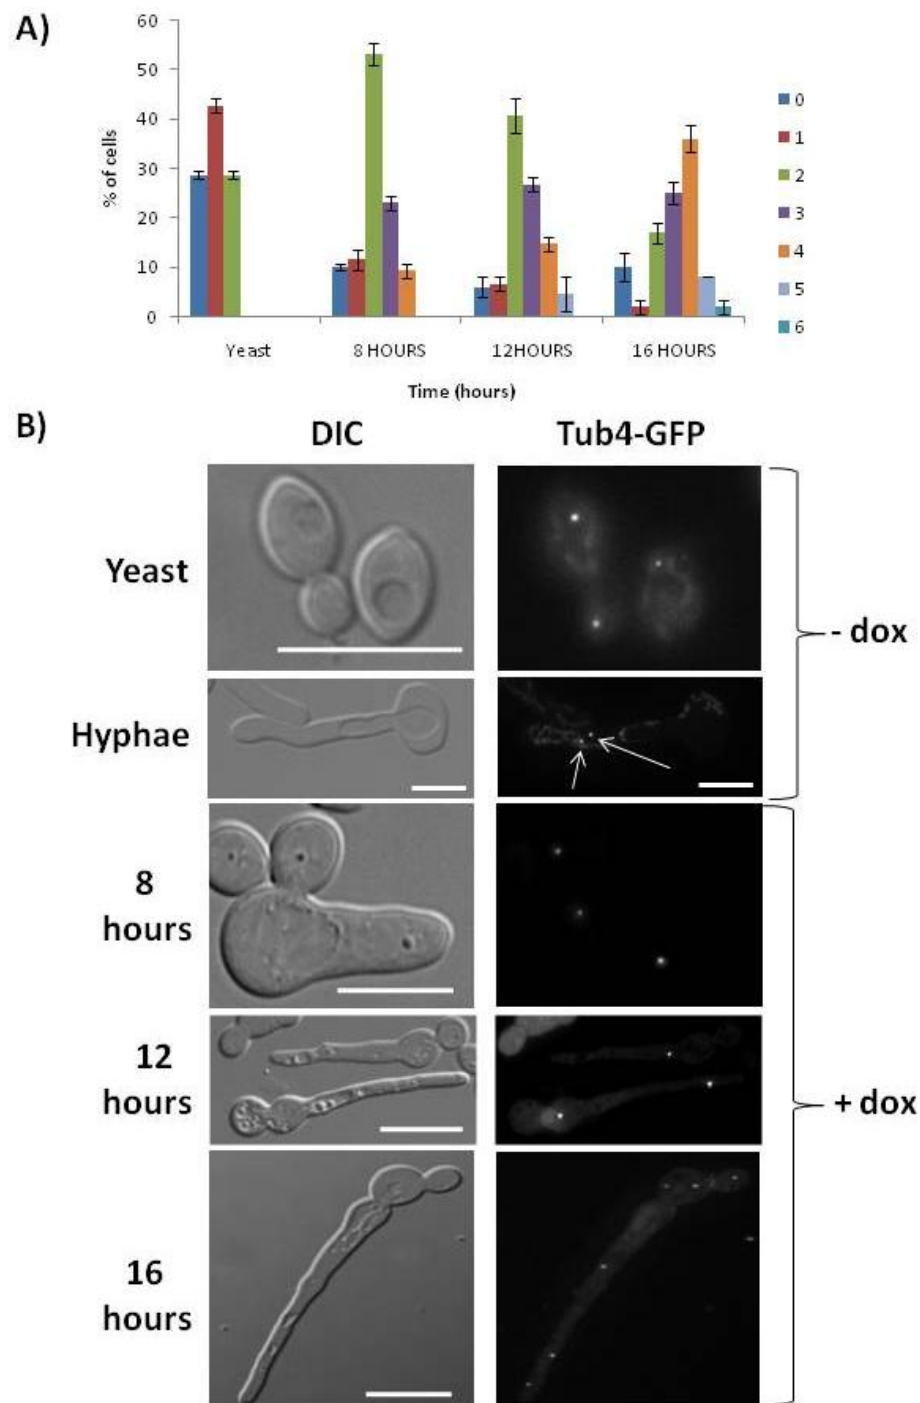 A)
60
50
40
30
20
10
0
% of cells
Yeast
8 HOURS
12HOURS
16 HOURS
Time (hours)
0
1
2
3
4
5
6
B)
DIC
Tub4-GFP
Yeast
Hyphae
- dox
8
hours
12
hours
16
hours
+ dox